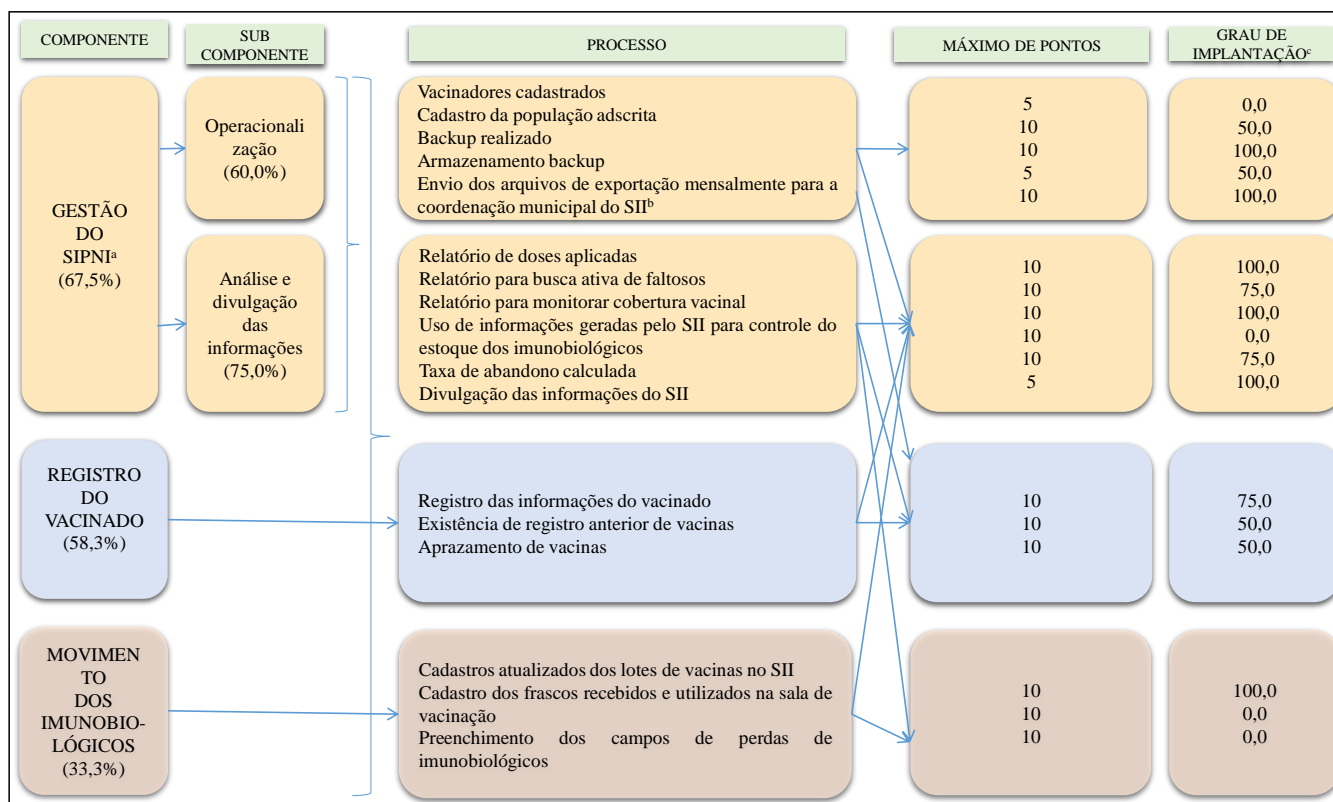 COMPONENTE
SUB
COMPONENTE
PROCESSO
MÁXIMO DE PONTOS
GRAU DE
IMPLANTAÇÃOᶜ
GESTÃO
DO
SIPNIᵃ
(67,5%)
Operacionali
zação
(60,0%)
Vacinadores cadastrados
Cadastro da população adscrita
Backup realizado
Armazenamento backup
Envio dos arquivos de exportação mensalmente para a
coordenação municipal do SIIᵇ
5
10
10
5
10
0,0
50,0
100,0
50,0
100,0
Análise e
divulgação
das
informações
(75,0%)
Relatório de doses aplicadas
Relatório para busca ativa de faltosos
Relatório para monitorar cobertura vacinal
Uso de informações geradas pelo SII para controle do
estoque dos imunobiológicos
Taxa de abandono calculada
Divulgação das informações do SII
10
10
10
10
10
5
100,0
75,0
100,0
0,0
75,0
100,0
REGISTRO
DO
VACINADO
(58,3%)
Registro das informações do vacinado
Existência de registro anterior de vacinas
Aprazamento de vacinas
10
10
10
75,0
50,0
50,0
MOVIMEN
TO
DOS
IMUNOBIO-
LÓGICOS
(33,3%)
Cadastros atualizados dos lotes de vacinas no SII
Cadastro dos frascos recebidos e utilizados na sala de
vacinação
Preenchimento dos campos de perdas de
imunobiológicos
10
10
10
100,0
0,0
0,0